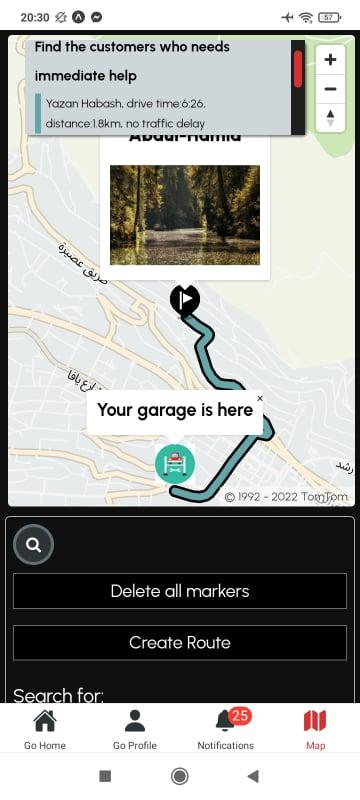 20:30
57
Find the customers who needs
immediate help
Yazan Habash, drive time:6:26,
distance:1.8km, no traffic delay
Abdul-Hamid
طريق عصيرة
Your garage is here
×
رشد
© 1992 - 2022 TomTom
Delete all markers
Create Route
Search for:
25
Go Home
Go Profile
Notifications
Map